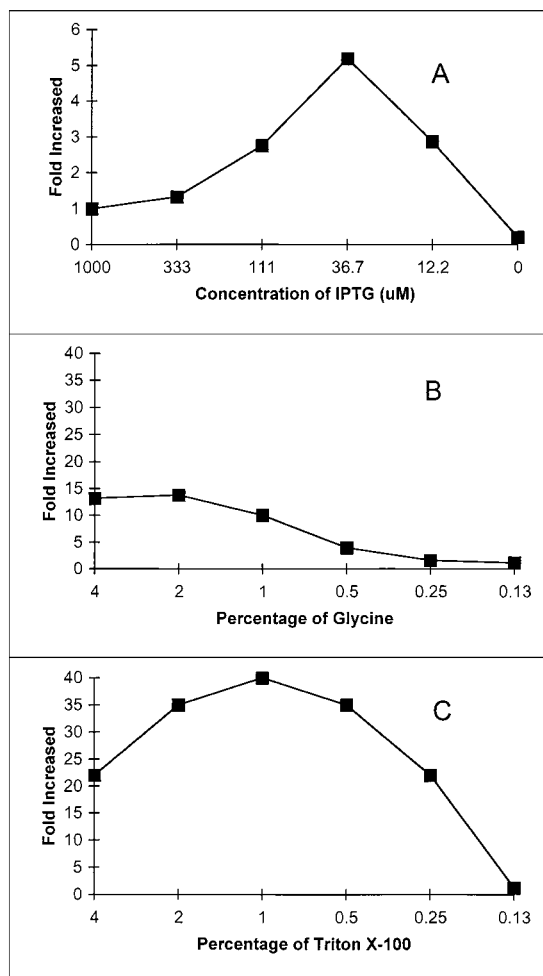 A
Fold Increased
6
5
4
3
2
1
0
1000 333 111 36.7 12.2 0
Concentration of IPTG (uM)
B
Fold Increased
40
35
30
25
20
15
10
5
0
4 2 1 0.5 0.25 0.13
Percentage of Glycine
C
Fold Increased
40
35
30
25
20
15
10
5
0
4 2 1 0.5 0.25 0.13
Percentage of Triton X-100